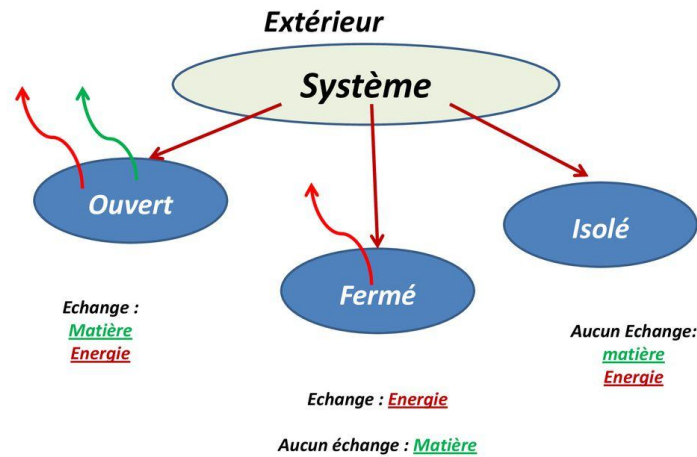 Extérieur
Système
Ouvert
Fermé
Isolé
Echange :
Matière
Energie
Echange : Energie
Aucun échange : Matière
Aucun Echange:
matière
Energie